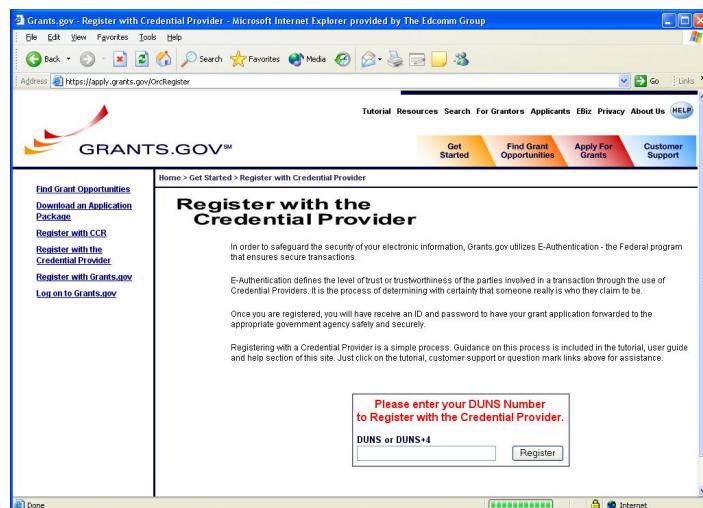 Grants.gov - Register with Credential Provider - Microsoft Internet Explorer provided by The Edcomm Group
File Edit View Favorites Tools Help
Back Search Favorites Media
Address https://apply.grants.gov/OrcRegister Go Links
Tutorial Resources Search For Grantors Applicants EBiz Privacy About Us HELP
GRANTS.GOV℠
Get Started
Find Grant Opportunities
Apply For Grants
Customer Support
Home > Get Started > Register with Credential Provider
Find Grant Opportunities
Download an Application
Package
Register with CCR
Register with the
Credential Provider
Register with Grants.gov
Log on to Grants.gov
Register with the
Credential Provider
In order to safeguard the security of your electronic information, Grants.gov utilizes E-Authentication - the Federal program
that ensures secure transactions.
E-Authentication defines the level of trust or trustworthiness of the parties involved in a transaction through the use of
Credential Providers. It is the process of determining with certainty that someone really is who they claim to be.
Once you are registered, you will have receive an ID and password to have your grant application forwarded to the
appropriate government agency safely and securely.
Registering with a Credential Provider is a simple process. Guidance on this process is included in the tutorial, user guide
and help section of this site. Just click on the tutorial, customer support or question mark links above for assistance.
Please enter your DUNS Number
to Register with the Credential Provider.
DUNS or DUNS+4
Register
Done Internet